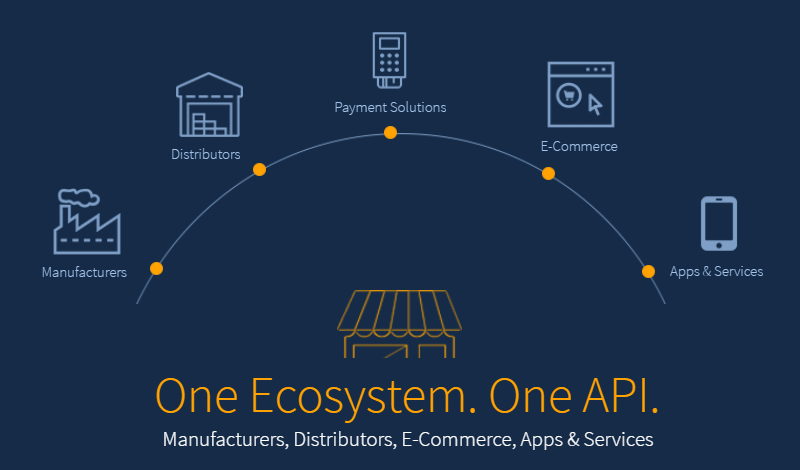 Payment Solutions
E-Commerce
Distributors
Manufacturers
Apps & Services
One Ecosystem. One API.
Manufacturers, Distributors, E-Commerce, Apps & Services